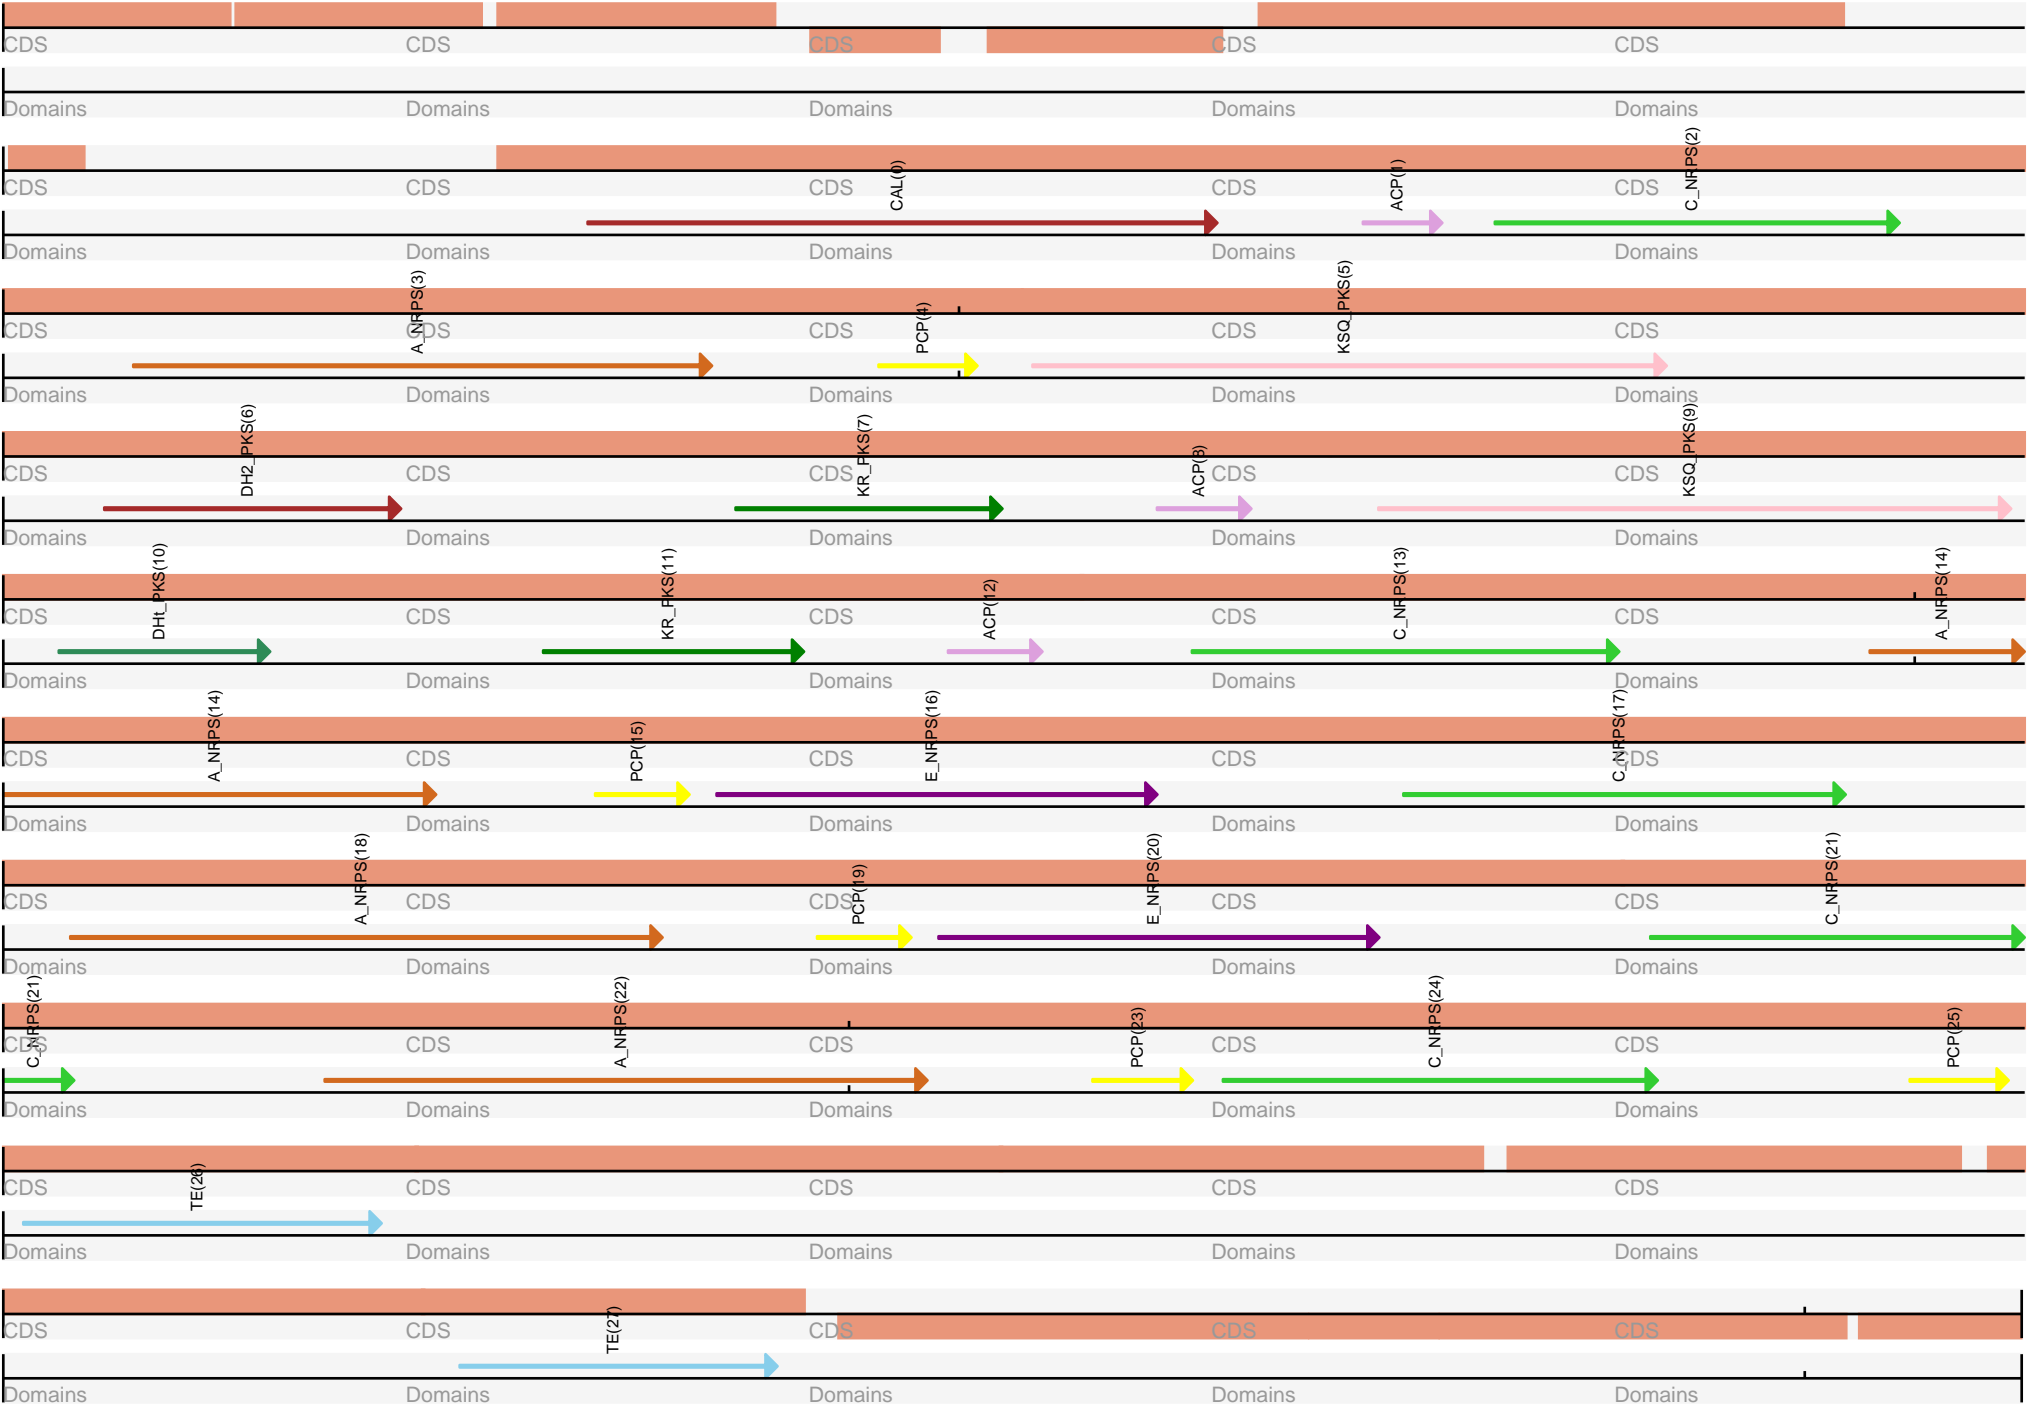 CDS CDS CDS CDS CDS
Domains Domains Domains Domains Domains
CDS CDS CDS CDS CDS
CAL(0) ACP(1) C_NRPS(2)
Domains Domains Domains Domains Domains
CDS CDS CDS CDS CDS
A_NRPS(3) PCP(4) KSQ_PKS(5)
Domains Domains Domains Domains Domains
CDS CDS CDS CDS CDS
DH2_PKS(6) KR_PKS(7) ACP(8) KSQ_PKS(9)
Domains Domains Domains Domains Domains
CDS CDS CDS CDS CDS
DHt_PKS(10) KR_PKS(11) ACP(12) C_NRPS(13) A_NRPS(14)
Domains Domains Domains Domains Domains
CDS CDS CDS CDS CDS
A_NRPS(14) PCP(15) E_NRPS(16) C_NRPS(17)
Domains Domains Domains Domains Domains
CDS CDS CDS CDS CDS
A_NRPS(18) PCP(19) E_NRPS(20) C_NRPS(21)
Domains Domains Domains Domains Domains
CDS CDS CDS CDS CDS
C_NRPS(21) A_NRPS(22) PCP(23) C_NRPS(24) PCP(25)
Domains Domains Domains Domains Domains
CDS CDS CDS CDS CDS
TE(26)
Domains Domains Domains Domains Domains
CDS CDS CDS CDS CDS
TE(27)
Domains Domains Domains Domains Domains